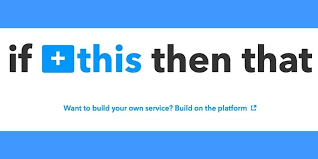 if + this then that
Want to build your own service? Build on the platform